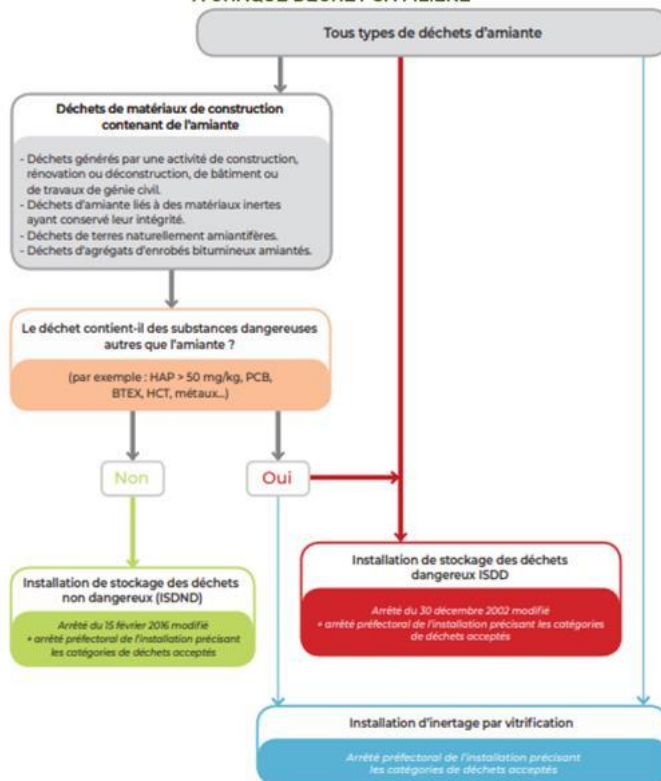 À CHAQUE DÉCHET SA FILIÈRE
Tous types de déchets d'amiante
Déchets de matériaux de construction
contenant de l'amiante
- Déchets générés par une activité de construction,
rénovation ou déconstruction, de bâtiment ou
de travaux de génie civil.
- Déchets d'amiante liés à des matériaux inertes
ayant conservé leur intégrité.
- Déchets de terres naturellement amiantifères.
- Déchets d'agrégats d'enrobés bitumineux amiantés.
Le déchet contient-il des substances dangereuses
autres que l'amiante ?
(par exemple : HAP > 50 mg/kg, PCB,
BTEX, HCT, métaux...)
Non
Oui
Installation de stockage des déchets
dangereux ISDD
Arrêté du 30 décembre 2002 modifié
+ arrêté préfectoral de l'installation précisant les catégories
de déchets acceptés
Installation de stockage des déchets
non dangereux (ISDND)
Arrêté du 15 février 2016 modifié
+ arrêté préfectoral de l'installation précisant
les catégories de déchets acceptés
Installation d'inertage par vitrification
Arrêté préfectoral de l'installation précisant
les catégories de déchets acceptés